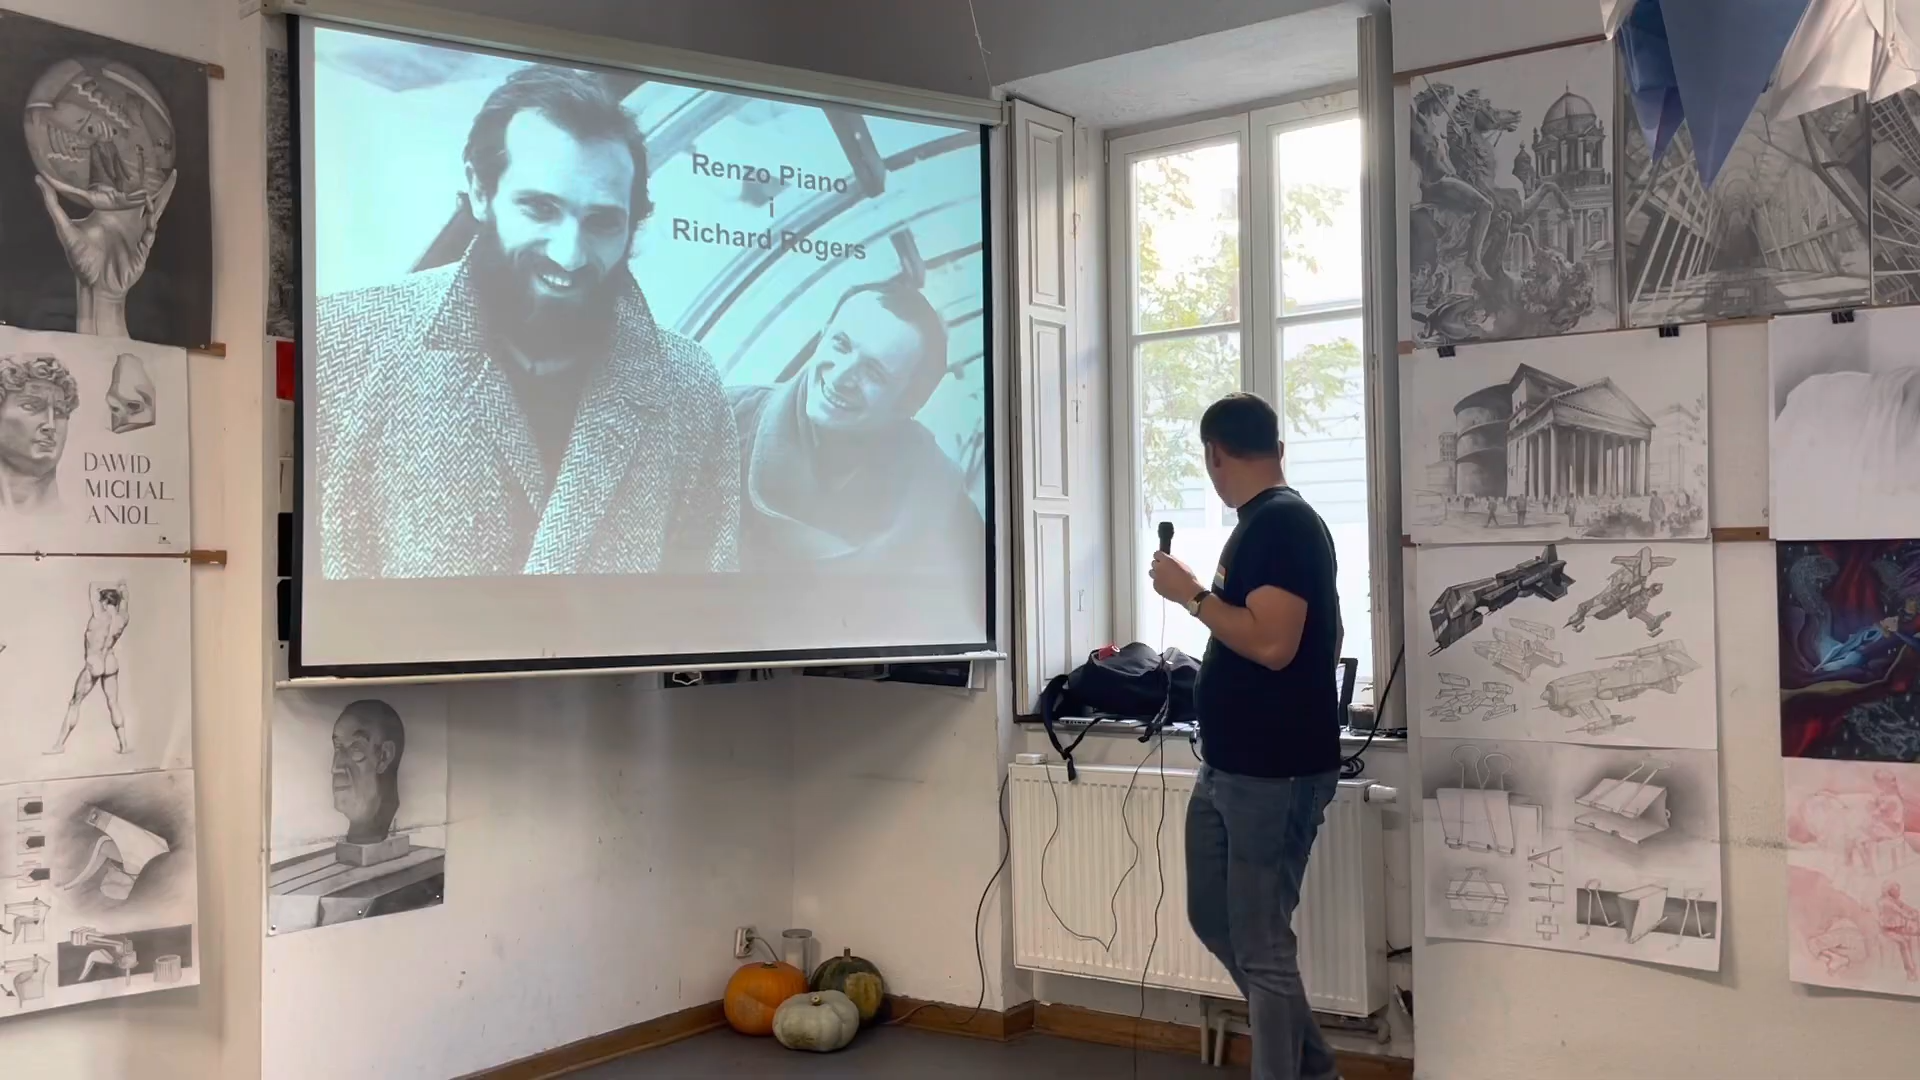 Renzo Piano
i
Richard Rogers
DAWID
MICHAŁ
ANIOŁ